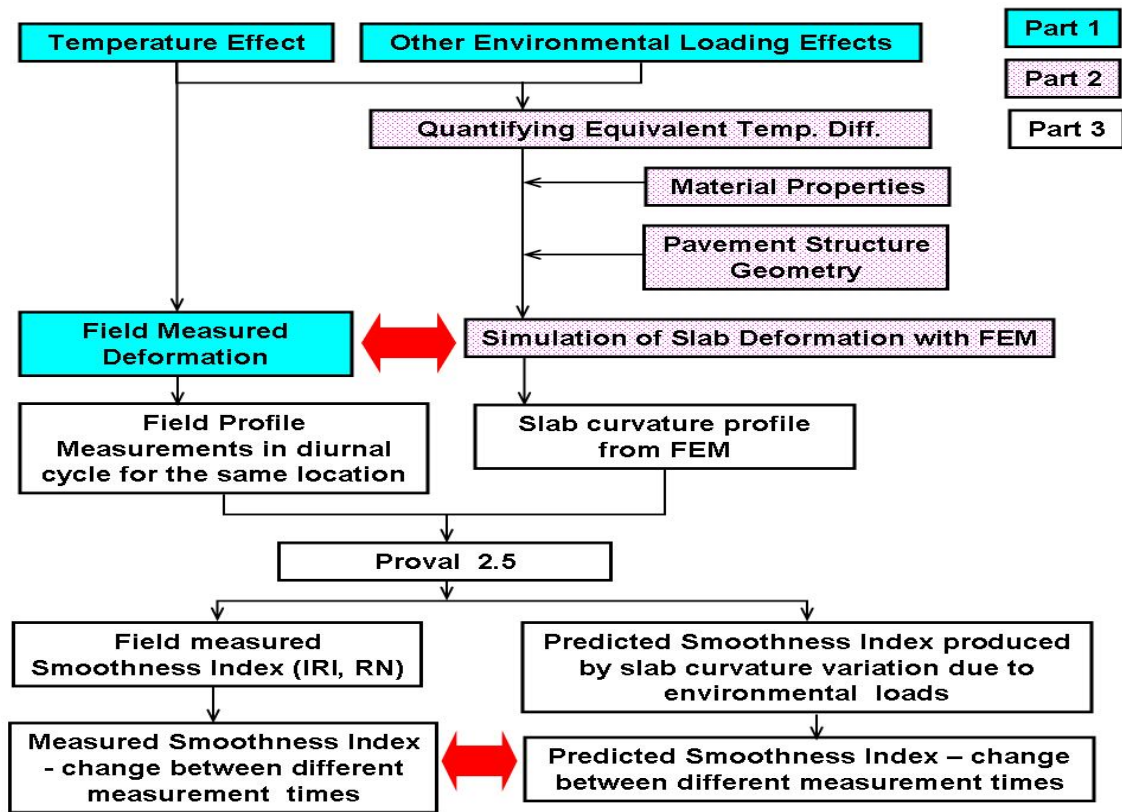 Temperature Effect
Other Environmental Loading Effects
Part 1
Part 2
Part 3
Quantifying Equivalent Temp. Diff.
Material Properties
Pavement Structure
Geometry
Field Measured
Deformation
Simulation of Slab Deformation with FEM
Field Profile
Measurements in diurnal
cycle for the same location
Slab curvature profile
from FEM
Proval 2.5
Field measured
Smoothness Index (IRI, RN)
Predicted Smoothness Index produced
by slab curvature variation due to
environmental loads
Measured Smoothness Index
- change between different
measurement times
Predicted Smoothness Index – change
between different measurement times